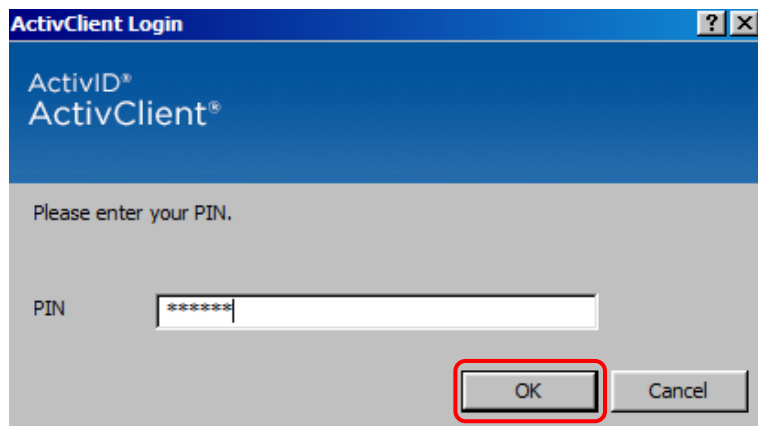 ActivClient Login
ActivID®
ActivClient®
Please enter your PIN.
PIN ******
OK Cancel